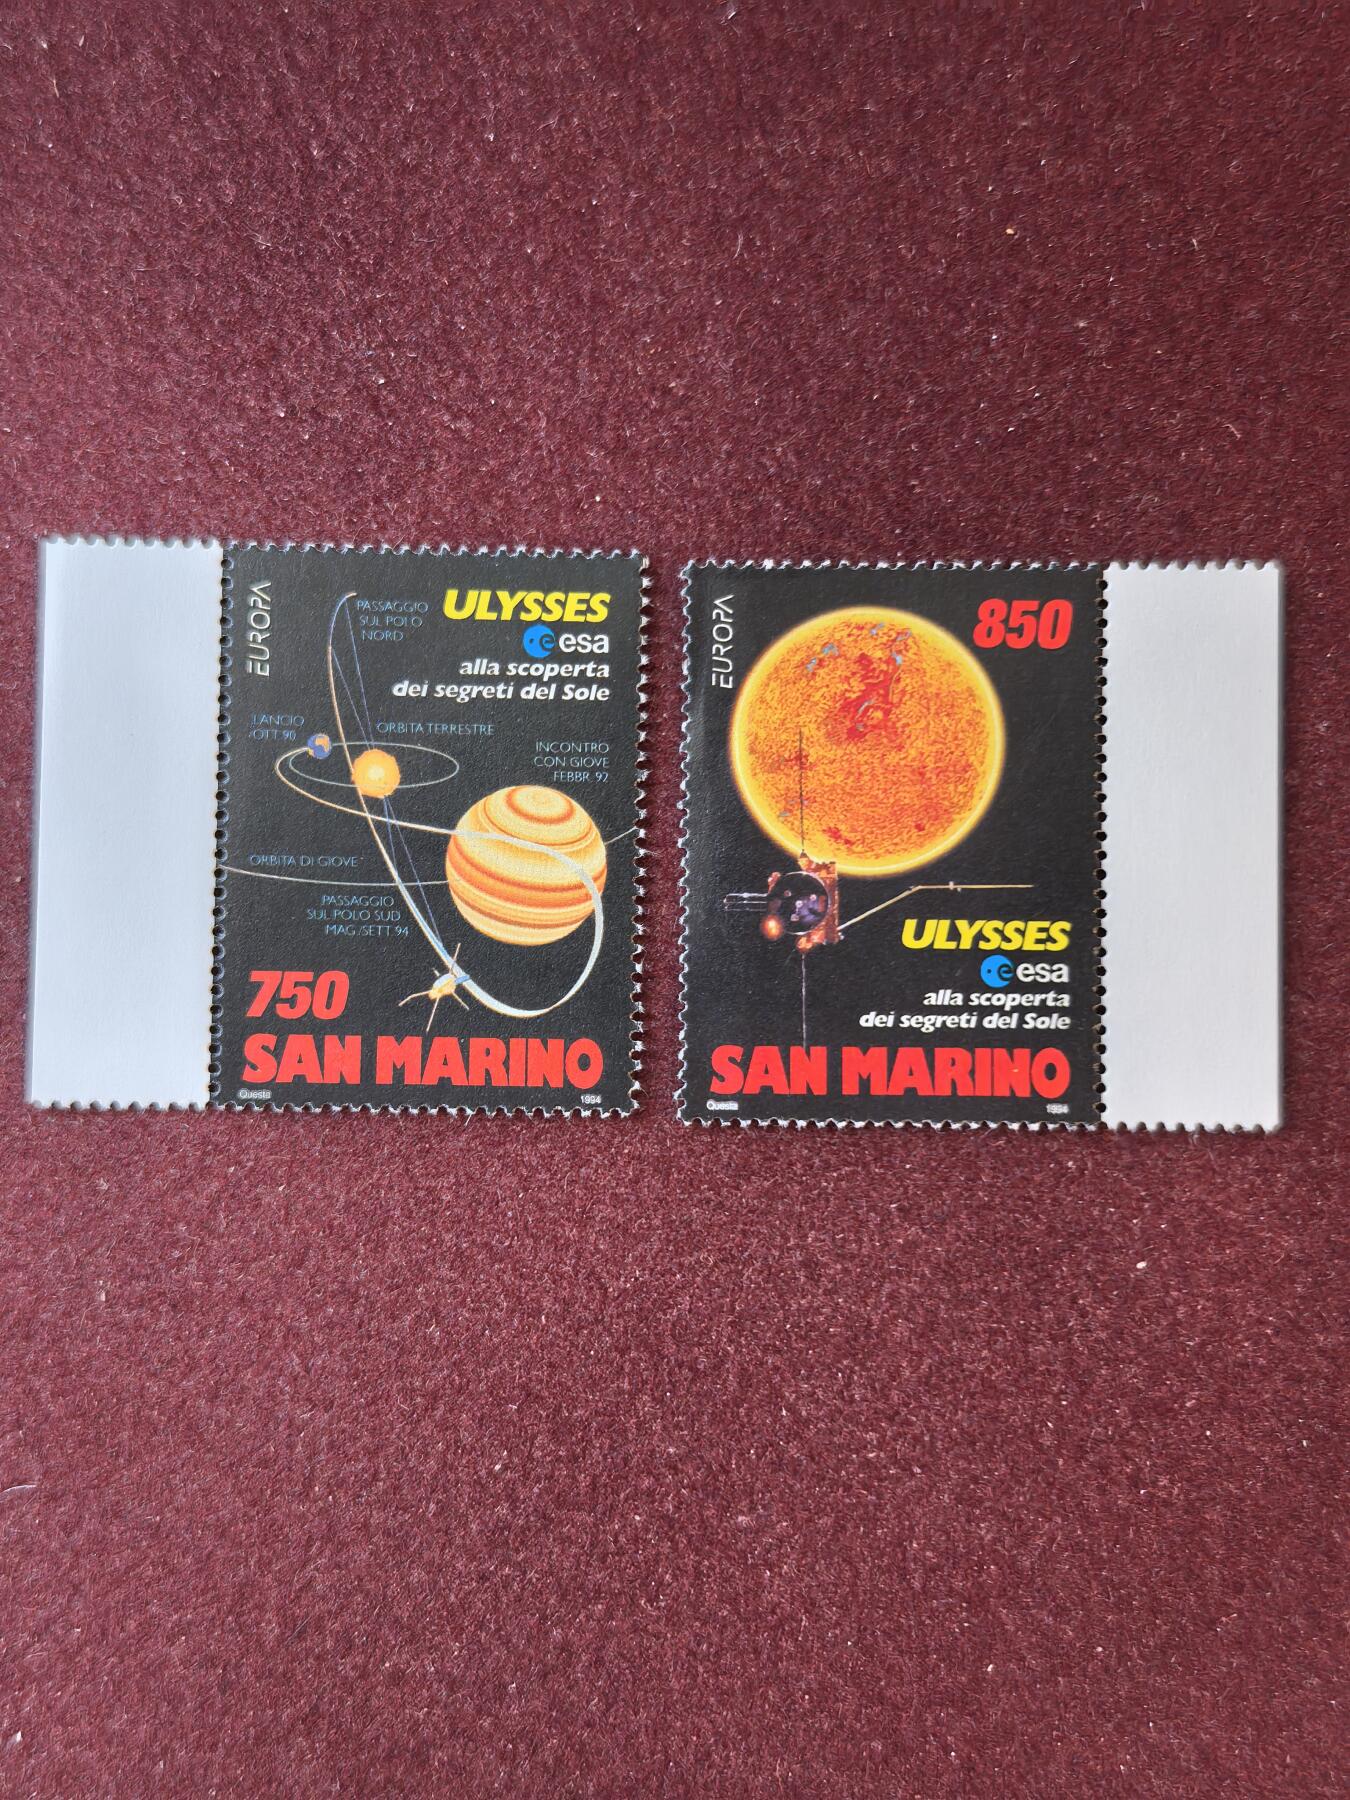 EUROPA
PASSAGGIO
SUL POLO
NORD
ULYSSES
esa
alla scoperta
dei segreti del Sole
LANCIO
/OTT 90
ORBITA TERRESTRE
INCONTRO
CON GIOVE
FEBBR. 92
ORBITA DI GIOVE
PASSAGGIO
SUL POLO SUD
MAG./SETT 94
750
SAN MARINO
Questa 1994
EUROPA
850
ULYSSES
esa
alla scoperta
dei segreti del Sole
SAN MARINO
Questa 1994